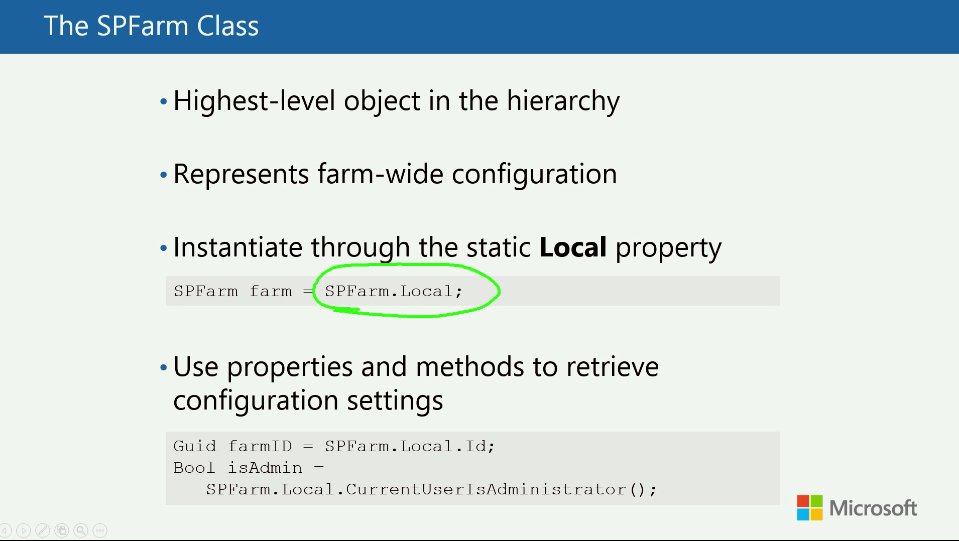 The SPFarm Class
• Highest-level object in the hierarchy
• Represents farm-wide configuration
• Instantiate through the static Local property
SPFarm farm = SPFarm.Local;
• Use properties and methods to retrieve
configuration settings
Guid farmID = SPFarm.Local.Id;
Bool isAdmin =
SPFarm.Local.CurrentUserIsAdministrator();
Microsoft